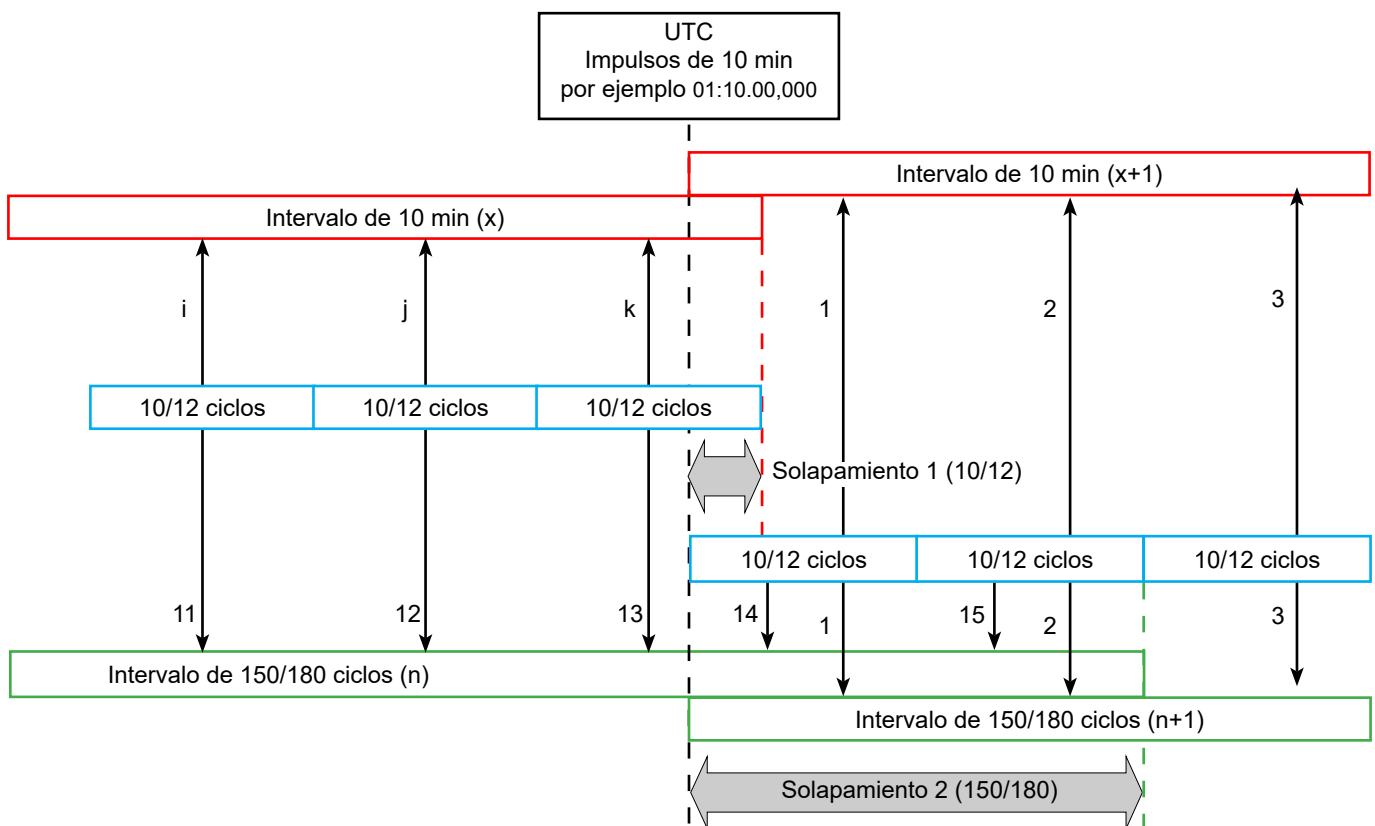 UTC
Impulsos de 10 min
por ejemplo 01:10.00,000
Intervalo de 10 min (x+1)
Intervalo de 10 min (x)
i
j
k
1
2
3
10/12 ciclos
10/12 ciclos
10/12 ciclos
Solapamiento 1 (10/12)
10/12 ciclos
10/12 ciclos
10/12 ciclos
11
12
13
14
1
15
2
3
Intervalo de 150/180 ciclos (n)
Intervalo de 150/180 ciclos (n+1)
Solapamiento 2 (150/180)